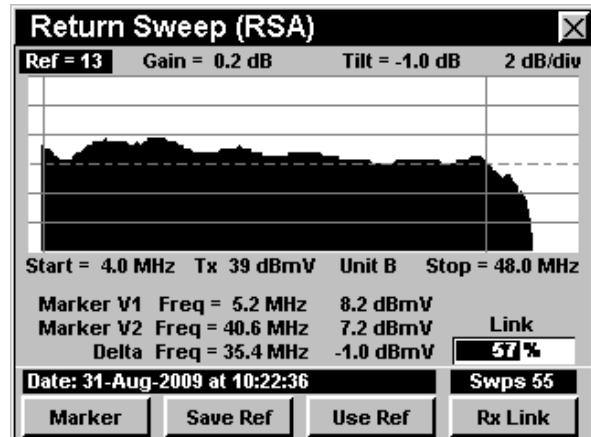 Return Sweep (RSA)
Ref = 13 Gain = 0.2 dB Tilt = -1.0 dB 2 dB/div
Start = 4.0 MHz Tx 39 dBmV Unit B Stop = 48.0 MHz
Marker V1 Freq = 5.2 MHz 8.2 dBmV
Marker V2 Freq = 40.6 MHz 7.2 dBmV Link
Delta Freq = 35.4 MHz -1.0 dBmV 57 %
Date: 31-Aug-2009 at 10:22:36 Swps 55
Marker Save Ref Use Ref Rx Link